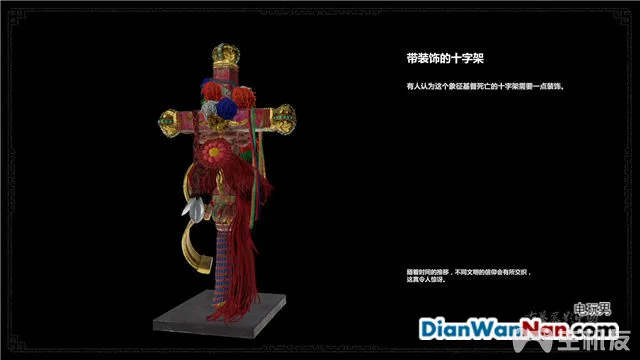 带装饰的十字架
有人认为这个象征基督死亡的十字架需要一点装饰。
随着时间的推移，不同文明的信仰会有所交织，
这真令人惊讶。
电玩男
DianWanNan.com